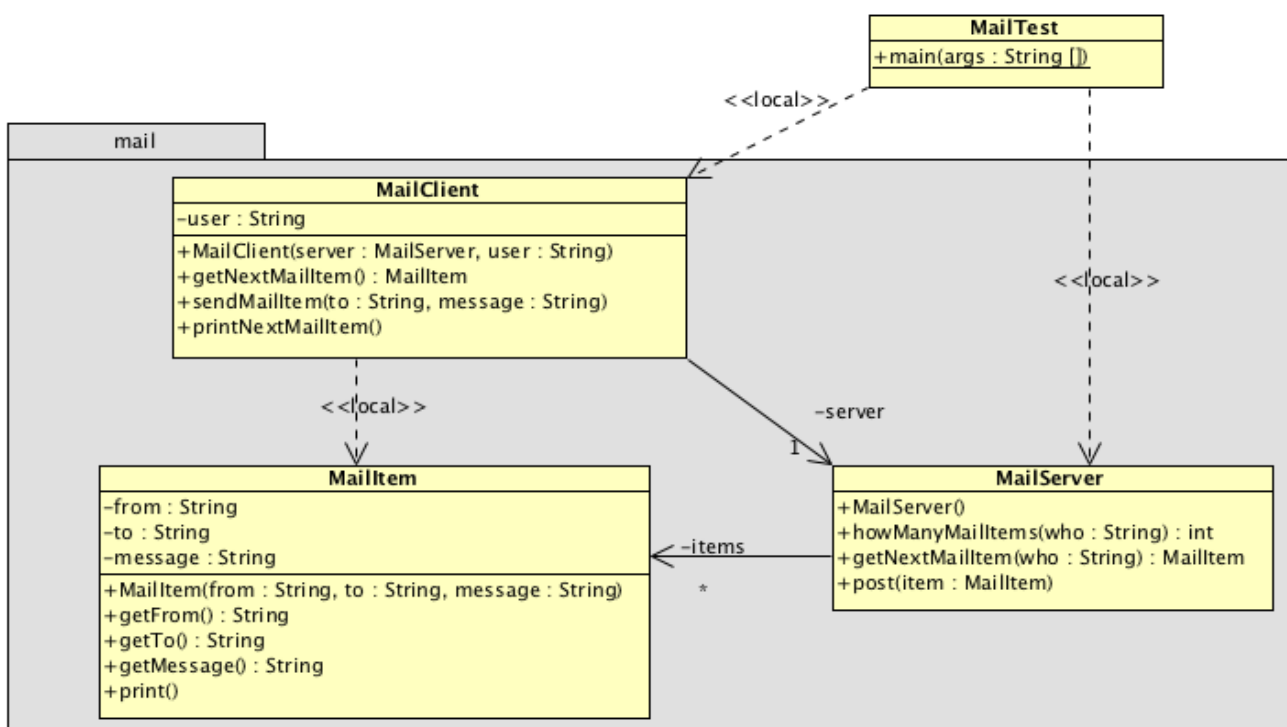 MailTest
+main(args : String [])
<<local>>
mail
MailClient
-user : String
+MailClient(server : MailServer, user : String)
+getNextMailItem() : MailItem
+sendMailItem(to : String, message : String)
+printNextMailItem()
<<local>>
<<local>>
-server
1
MailItem
-from : String
-to : String
-message : String
+MailItem(from : String, to : String, message : String)
+getFrom() : String
+getTo() : String
+getMessage() : String
+print()
-items
*
MailServer
+MailServer()
+howManyMailItems(who : String) : int
+getNextMailItem(who : String) : MailItem
+post(item : MailItem)